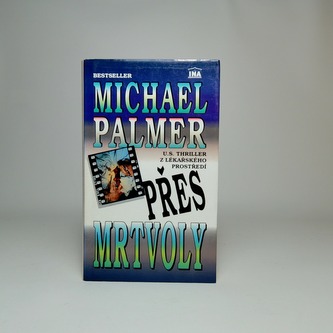 BESTSELLER
INA
MICHAEL
PALMER
U.S. THRILLER
Z LÉKAŘSKÉHO
PROSTŘEDÍ
PŘES
MRTVOLY